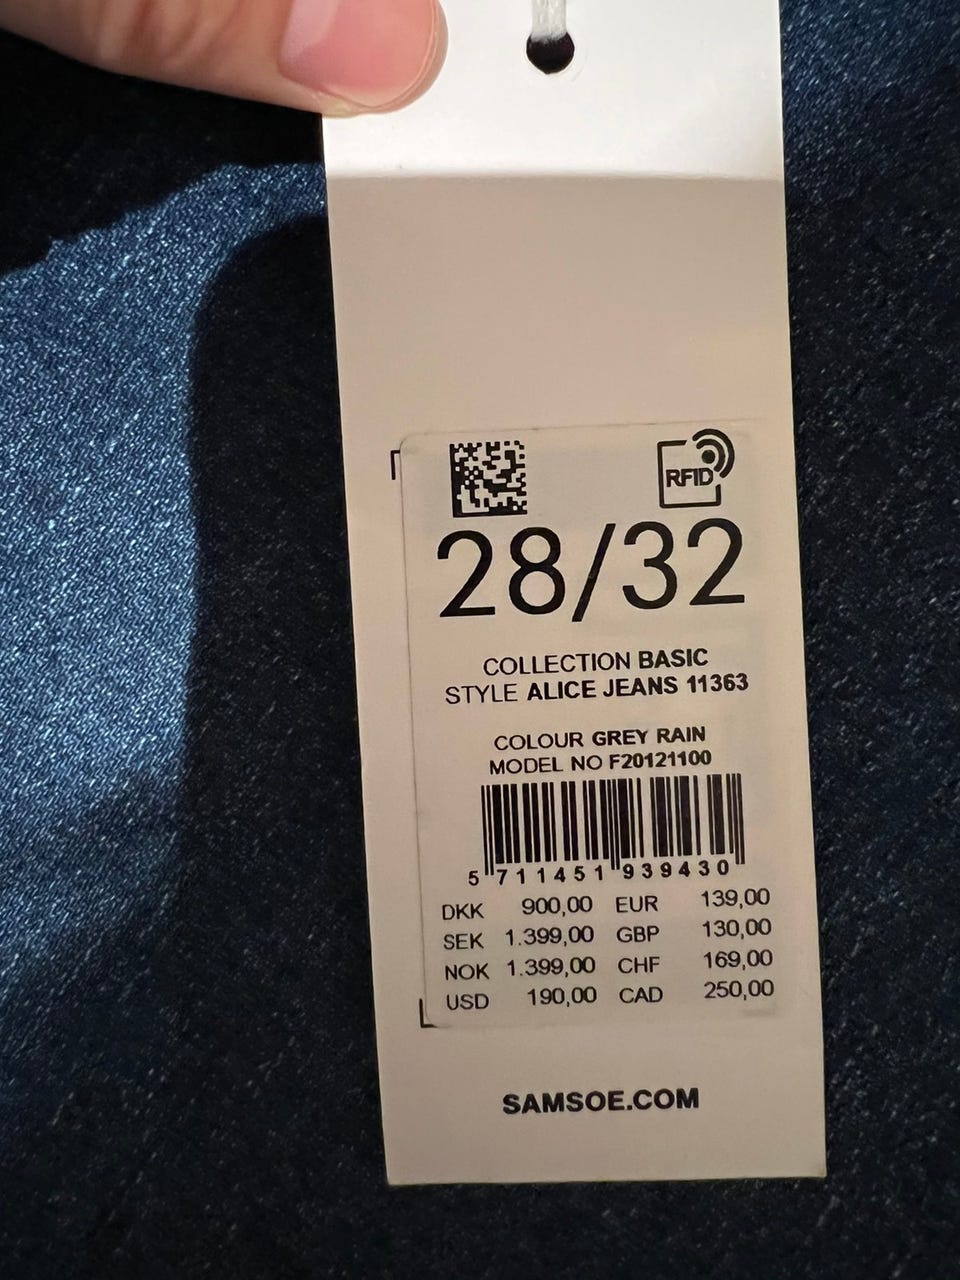 RFID
28/32
COLLECTION BASIC
STYLE ALICE JEANS 11363
COLOUR GREY RAIN
MODEL NO F20121100
5 711451 939430
DKK 900,00 EUR 139,00
SEK 1.399,00 GBP 130,00
NOK 1.399,00 CHF 169,00
USD 190,00 CAD 250,00
SAMSOE.COM